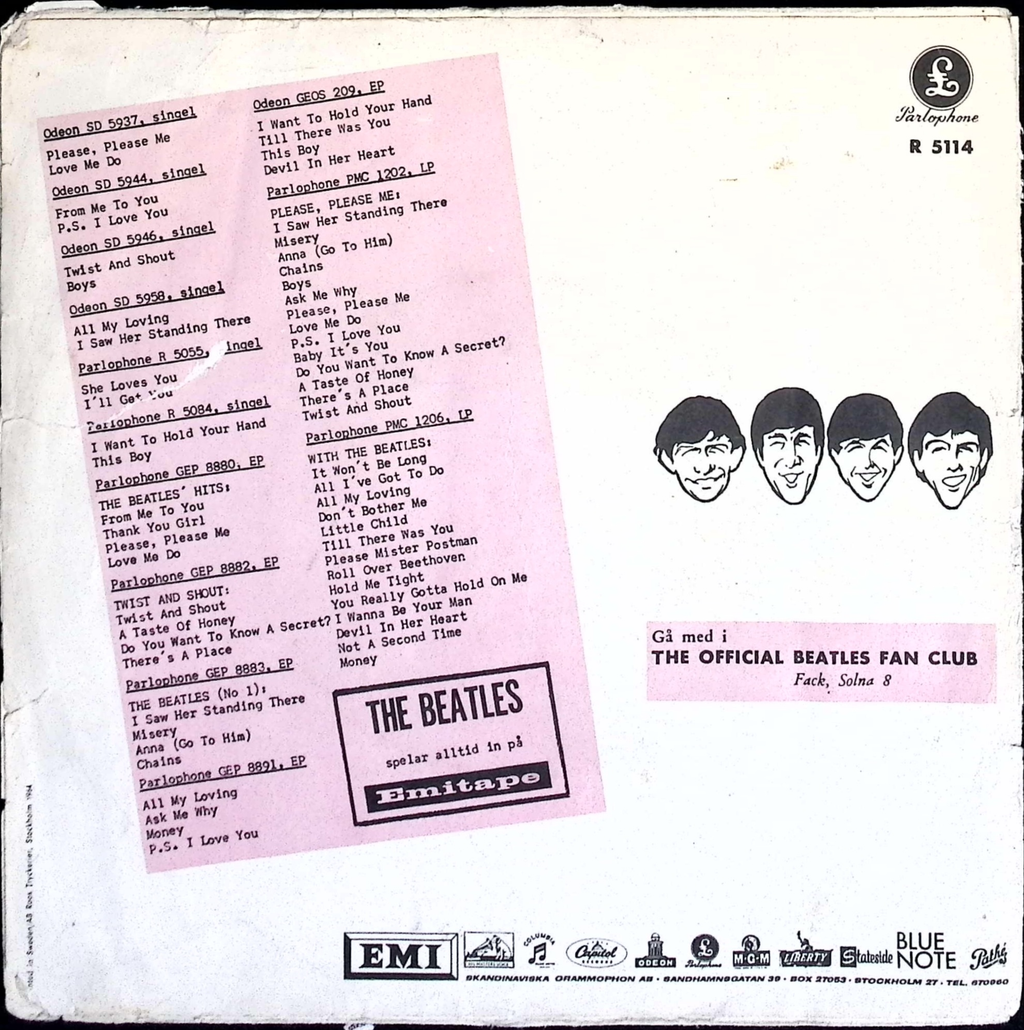 Odeon SD 5937, singel
Please, Please Me
Love Me Do
Odeon SD 5944, singel
From Me To You
P.S. I Love You
Odeon SD 5946, singel
Twist And Shout
Boys
Odeon SD 5958, singel
All My Loving
I Saw Her Standing There
Parlophone R 5055, ingel
She Loves You
I'll Get You
Parlophone R 5084, singel
I Want To Hold Your Hand
This Boy
Parlophone GEP 8880, EP
THE BEATLES' HITS:
From Me To You
Thank You Girl
Please, Please Me
Love Me Do
Parlophone GEP 8882, EP
TWIST AND SHOUT:
Twist And Shout
A Taste Of Honey
Do You Want To Know A Secret?
There's A Place
Parlophone GEP 8883, EP
THE BEATLES (No 1):
I Saw Her Standing There
Misery
Anna (Go To Him)
Chains
Parlophone GEP 8891, EP
All My Loving
Ask Me Why
Money
P.S. I Love You
Odeon GEOS 209, EP
I Want To Hold Your Hand
Till There Was You
This Boy
Devil In Her Heart
Parlophone PMC 1202, LP
PLEASE, PLEASE ME:
I Saw Her Standing There
Misery
Anna (Go To Him)
Chains
Boys
Ask Me Why
Please, Please Me
Love Me Do
P.S. I Love You
Baby It's You
Do You Want To Know A Secret?
A Taste Of Honey
There's A Place
Twist And Shout
Parlophone PMC 1206, LP
WITH THE BEATLES:
It Won't Be Long
All I've Got To Do
All My Loving
Don't Bother Me
Little Child
Till There Was You
Please Mister Postman
Roll Over Beethoven
Hold Me Tight
You Really Gotta Hold On Me
I Wanna Be Your Man
Devil In Her Heart
Not A Second Time
Money
THE BEATLES
spelar alltid in på
Emitape
£
Parlophone
R 5114
Gå med i
THE OFFICIAL BEATLES FAN CLUB
Fack, Solna 8
in Sweden/AB Roos Tryckerier, Stockholm 1964
EMI
COLUMBIA
Capitol
ODEON
£
Parlophone
M-G-M
LIBERTY
Stateside
BLUE NOTE
Pathé
SKANDINAVISKA GRAMMOPHON AB · SANDHAMNSGATAN 39 · BOX 27053 · STOCKHOLM 27 · TEL. 670960